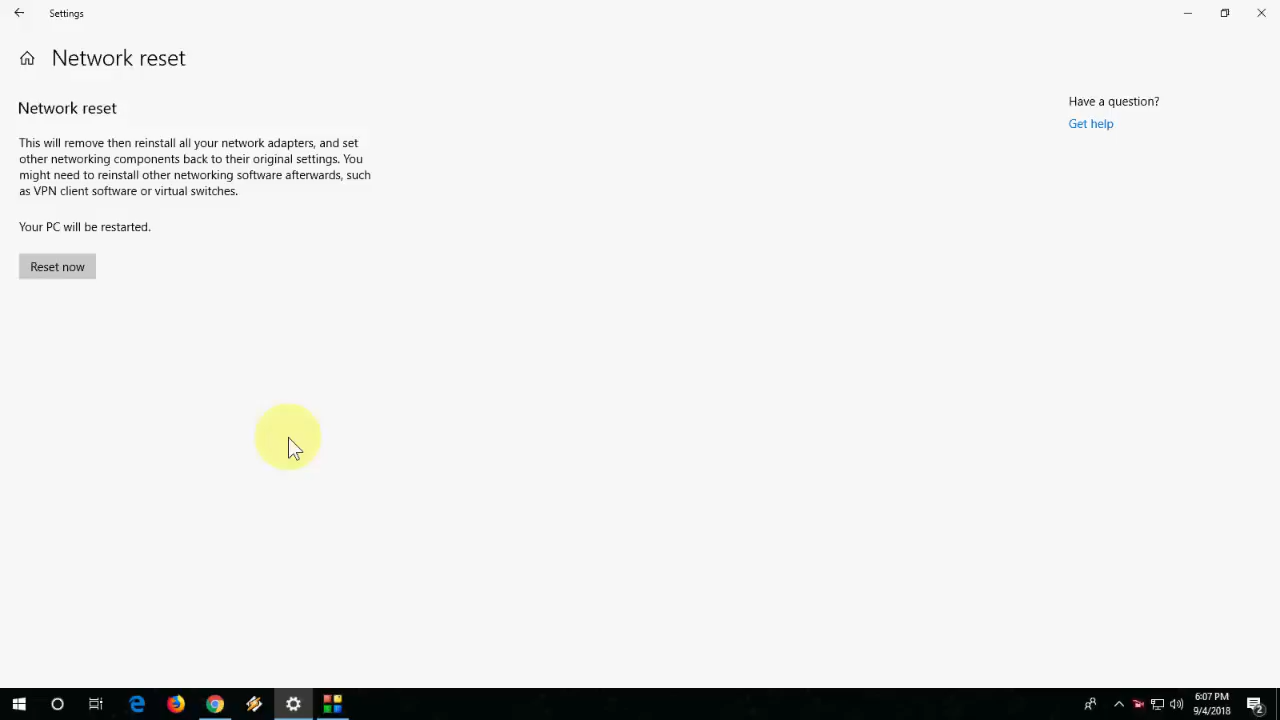 Settings
Network reset
Network reset
This will remove then reinstall all your network adapters, and set
other networking components back to their original settings. You
might need to reinstall other networking software afterwards, such
as VPN client software or virtual switches.
Your PC will be restarted.
Reset now
Have a question?
Get help
6:07 PM
9/4/2018
2